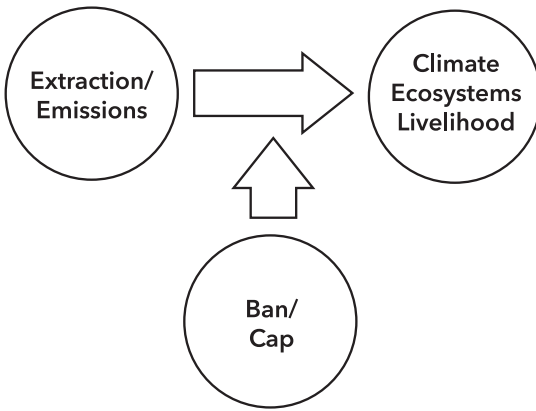 Extraction/
Emissions
Climate
Ecosystems
Livelihood
Ban/
Cap